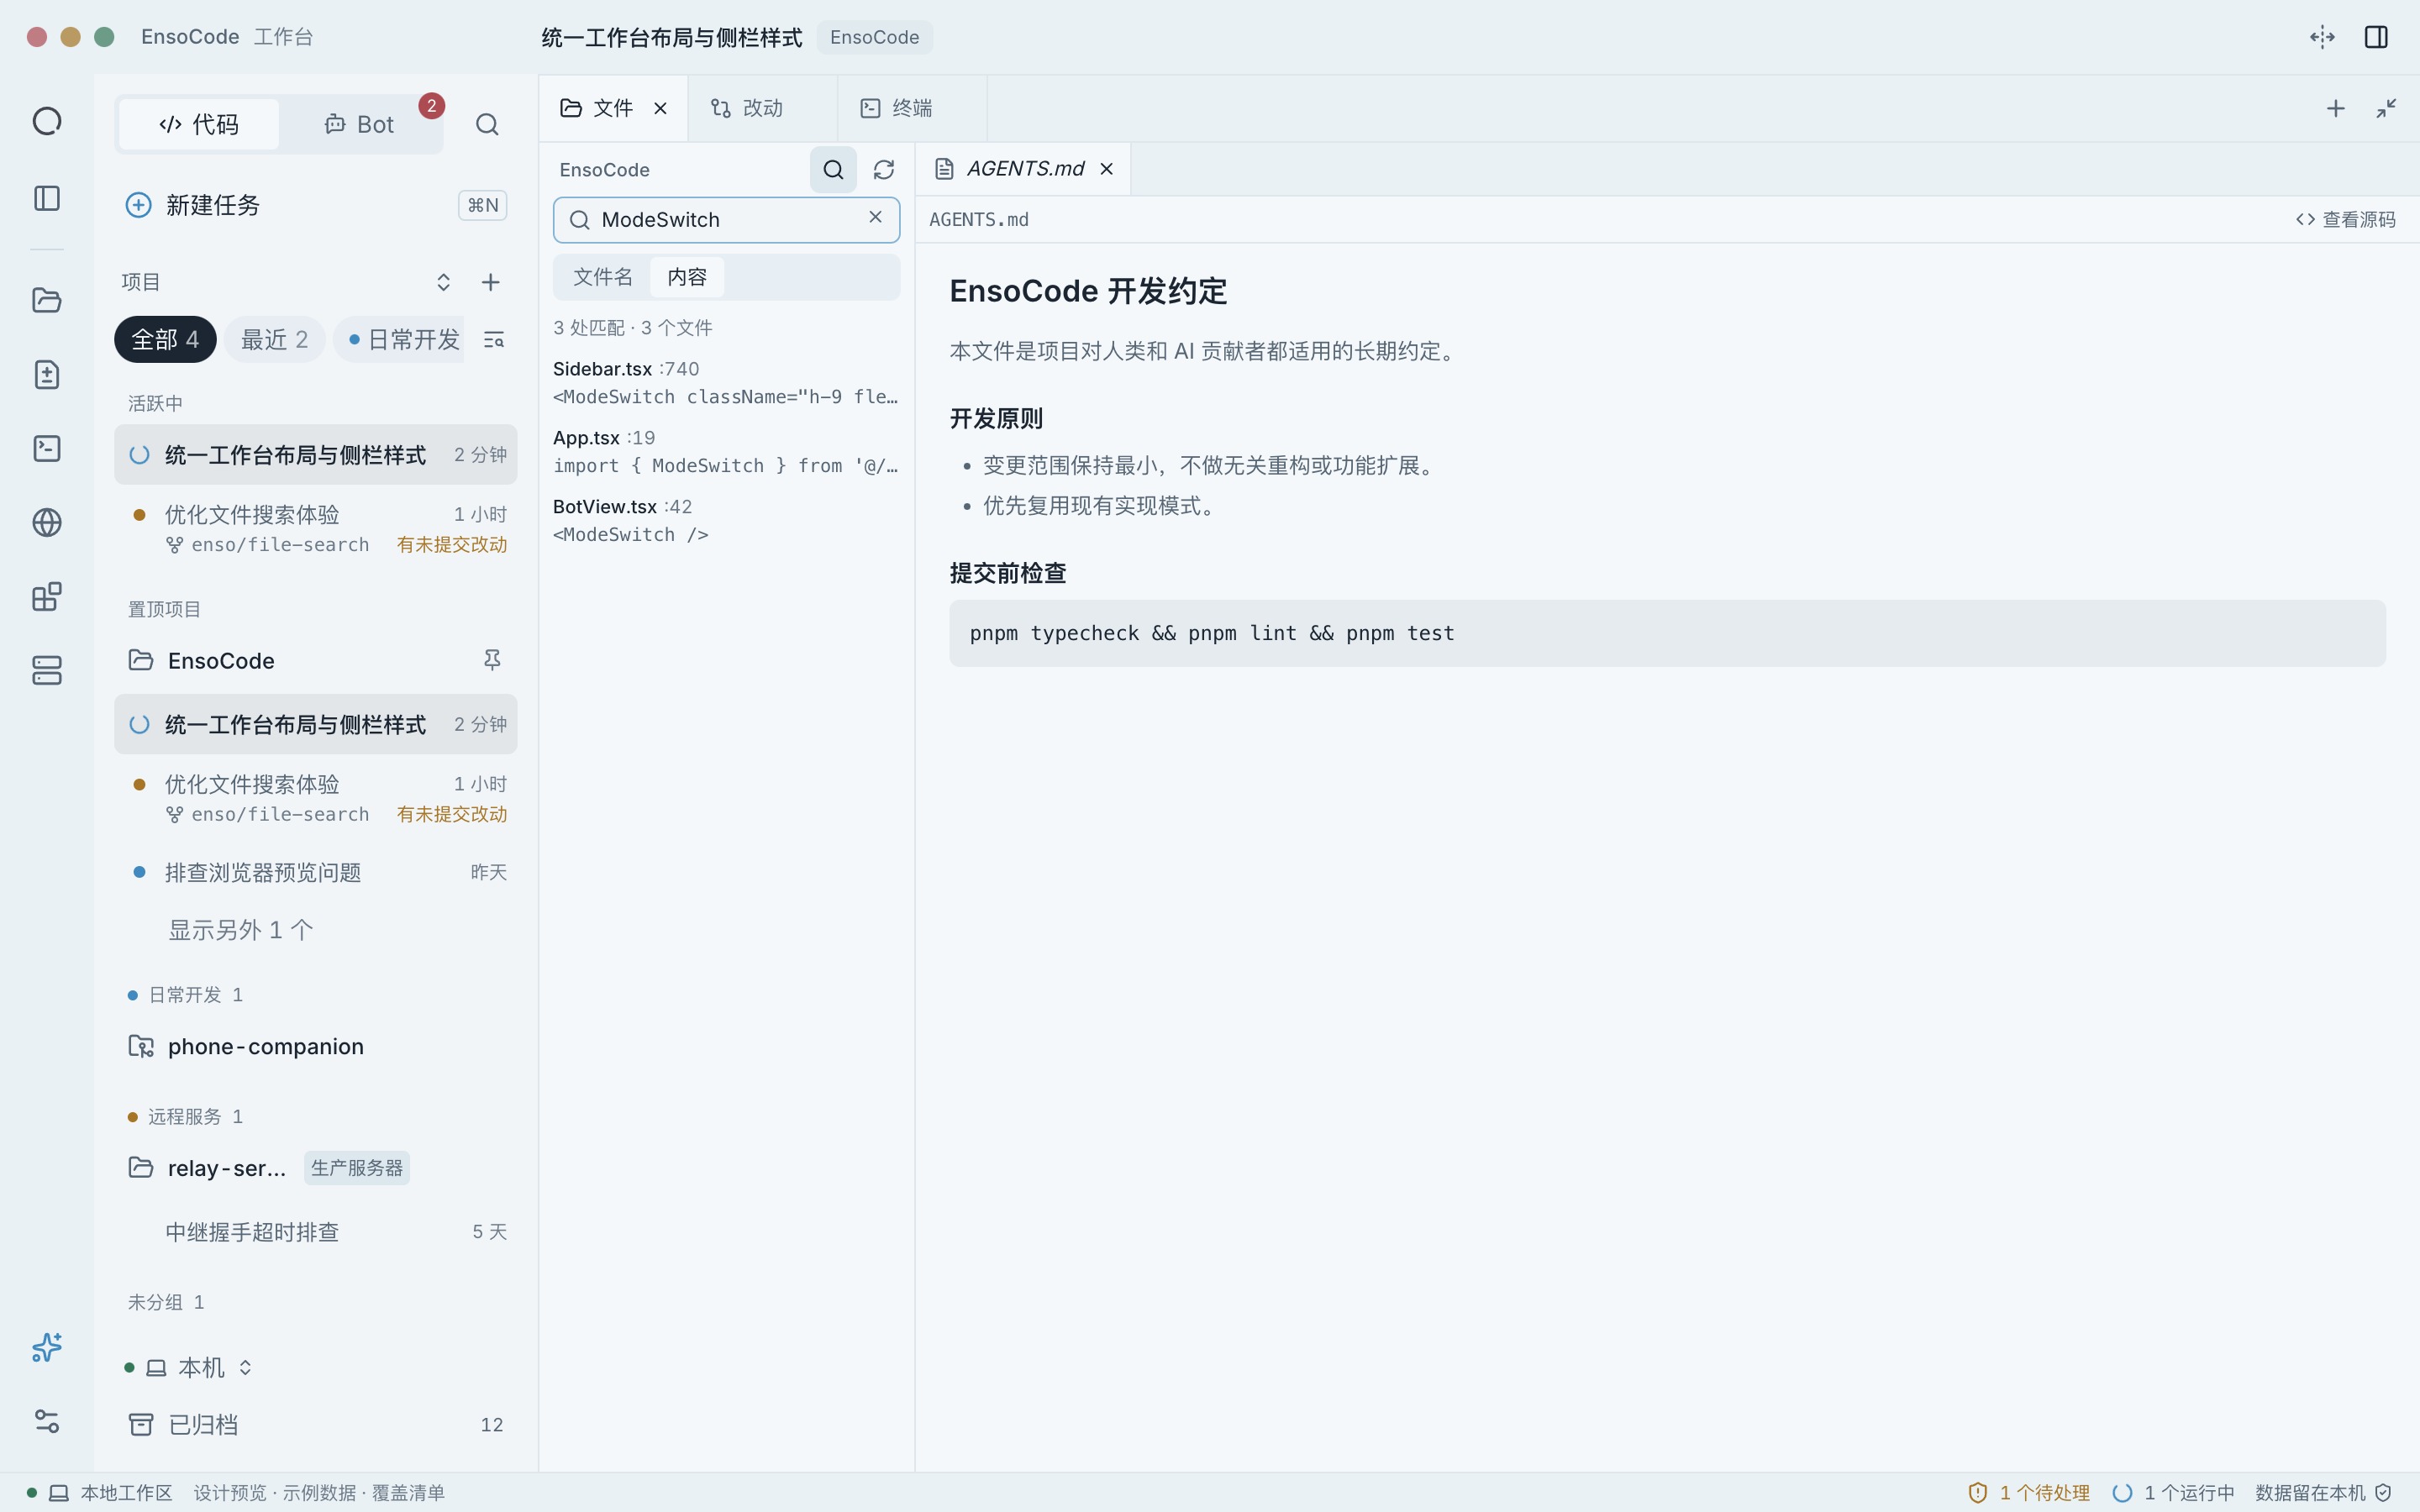 EnsoCode 工作台
统一工作台布局与侧栏样式 EnsoCode
代码 Bot 2
新建任务 ⌘N
项目
全部 4 最近 2 日常开发
活跃中
统一工作台布局与侧栏样式 2 分钟
优化文件搜索体验 1 小时
enso/file-search 有未提交改动
置顶项目
EnsoCode
统一工作台布局与侧栏样式 2 分钟
优化文件搜索体验 1 小时
enso/file-search 有未提交改动
排查浏览器预览问题 昨天
显示另外 1 个
日常开发 1
phone-companion
远程服务 1
relay-ser... 生产服务器
中继握手超时排查 5 天
未分组 1
本机
已归档 12
文件 改动 终端
EnsoCode
ModeSwitch
文件名 内容
3 处匹配 · 3 个文件
Sidebar.tsx :740
<ModeSwitch className="h-9 fle…
App.tsx :19
import { ModeSwitch } from '@/…
BotView.tsx :42
<ModeSwitch />
AGENTS.md
AGENTS.md 查看源码
EnsoCode 开发约定
本文件是项目对人类和 AI 贡献者都适用的长期约定。
开发原则
• 变更范围保持最小，不做无关重构或功能扩展。
• 优先复用现有实现模式。
提交前检查
pnpm typecheck && pnpm lint && pnpm test
本地工作区 设计预览 · 示例数据 · 覆盖清单
1 个待处理 1 个运行中 数据留在本机